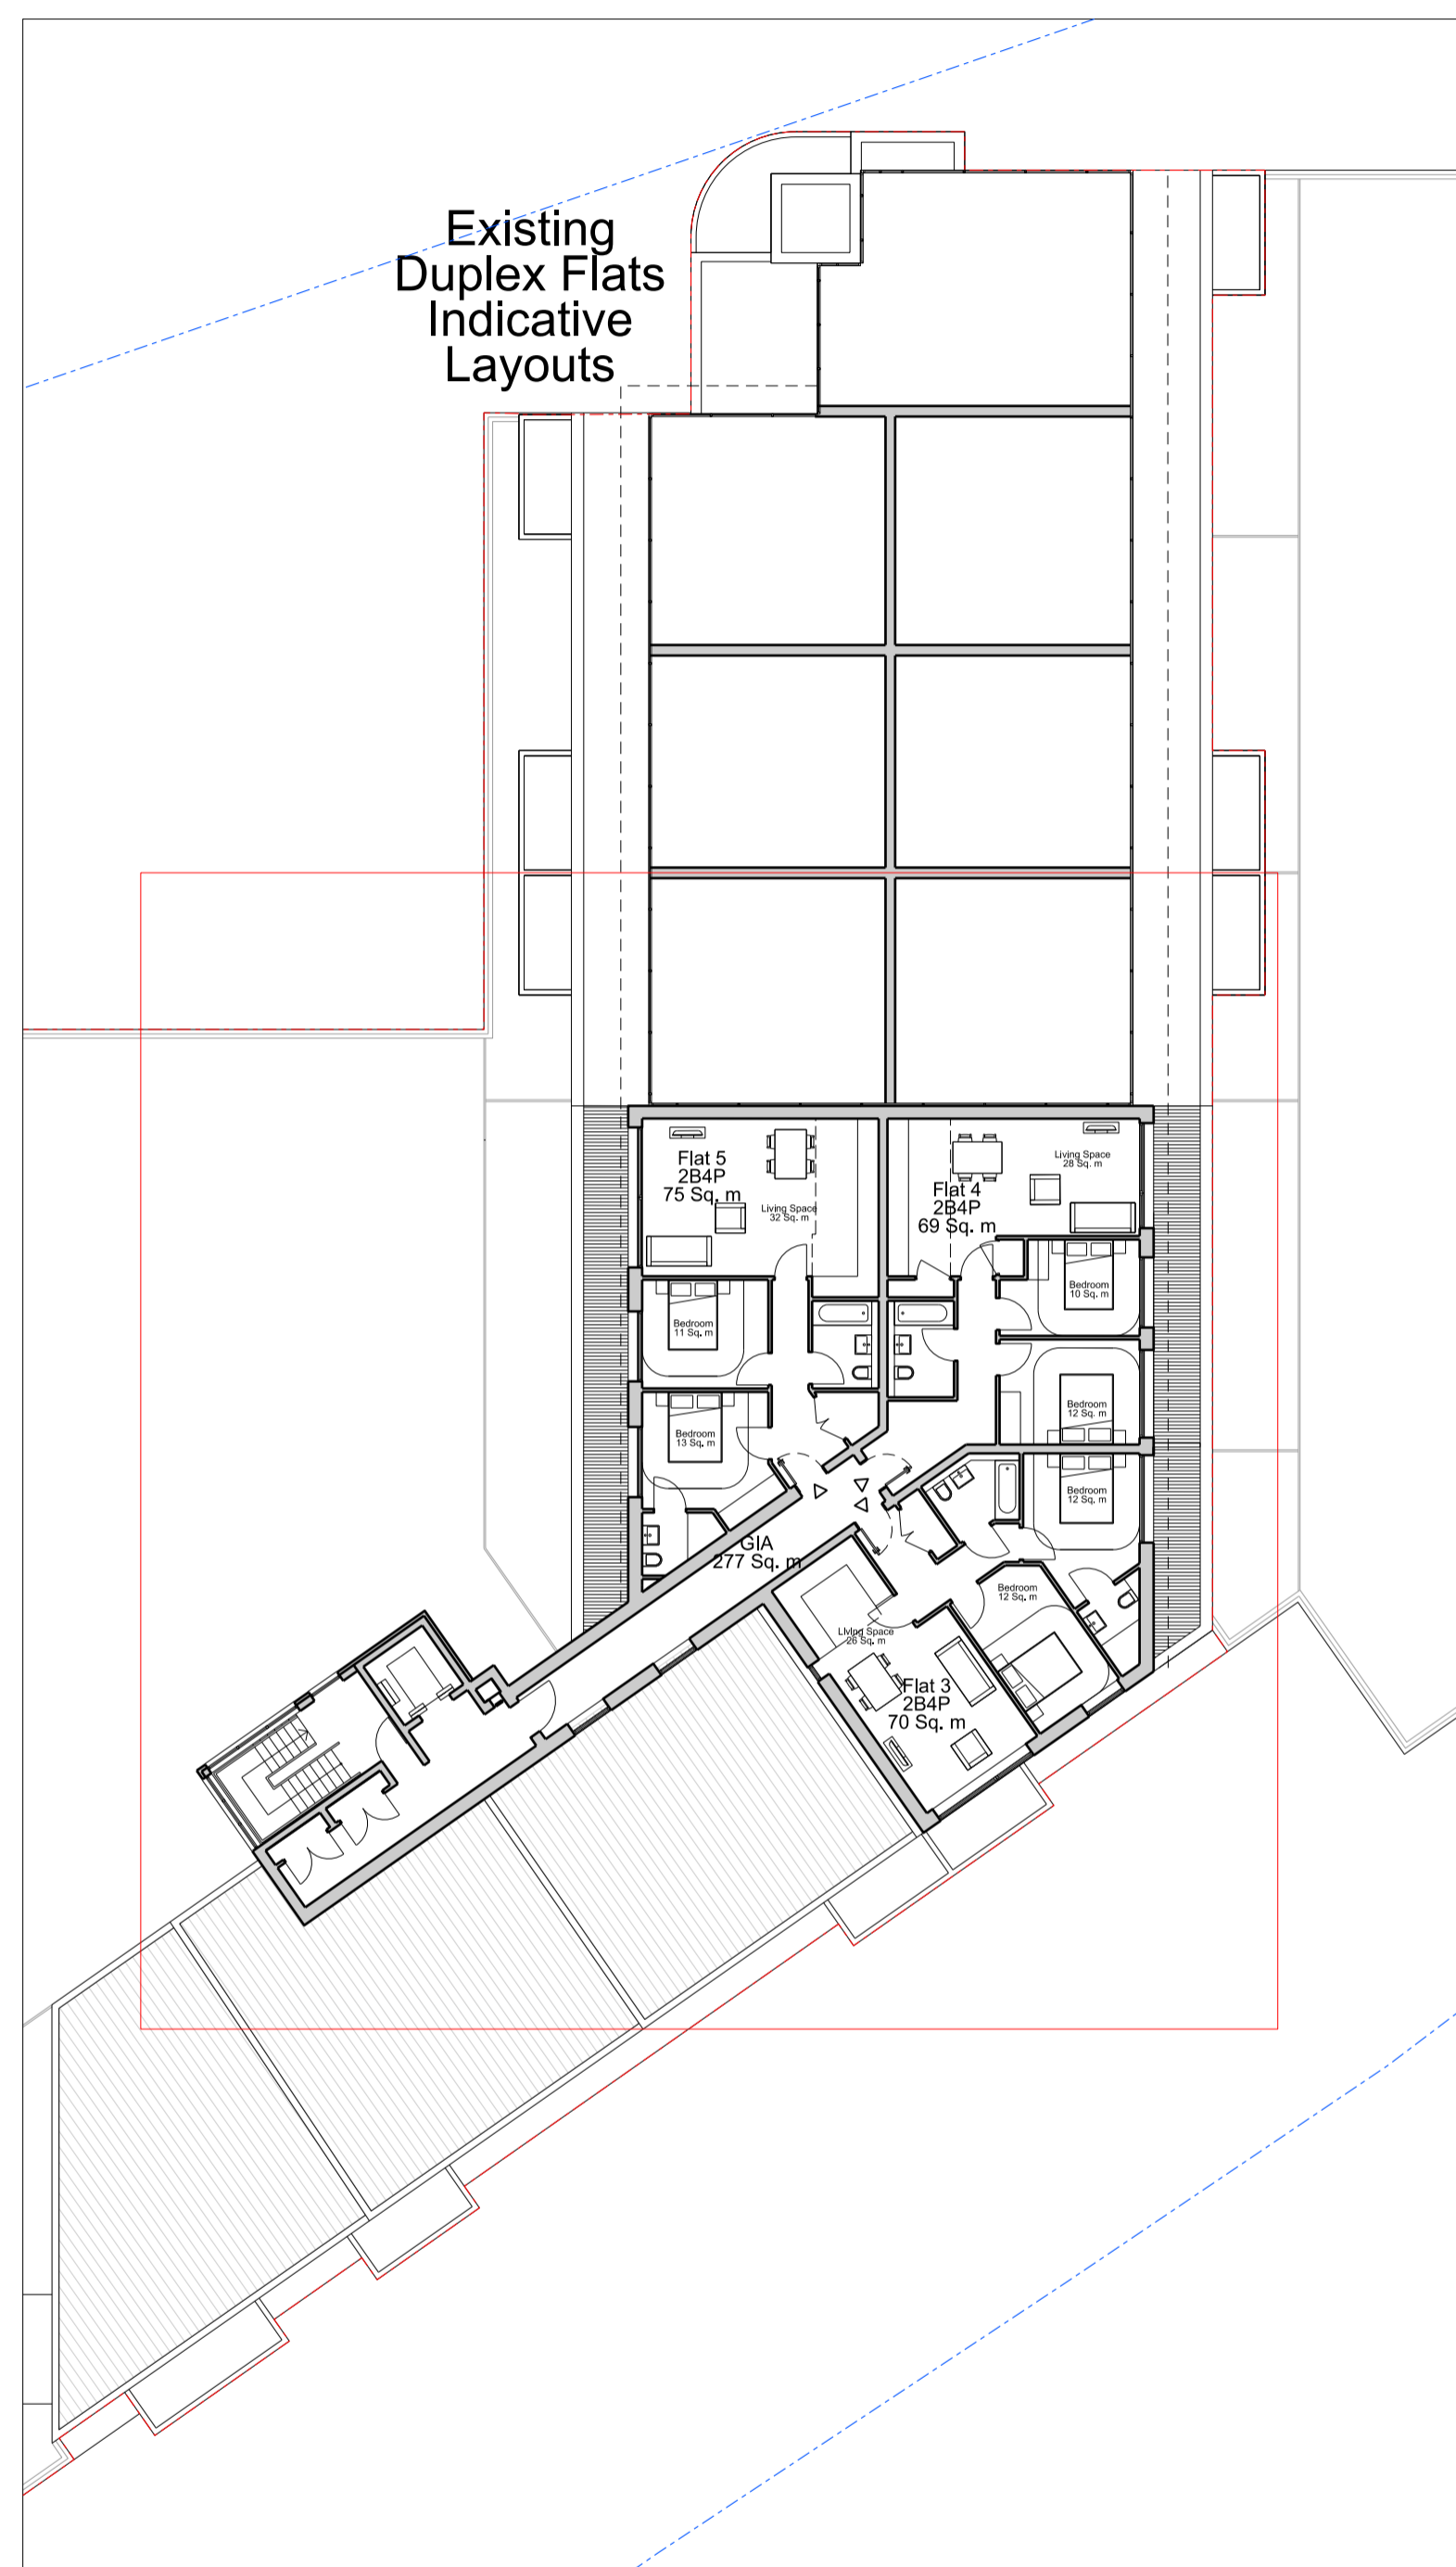 Existing
Duplex Flats
Indicative
Layouts
Flat 5
2B4P
75 Sq. m
Living Space
32 Sq. m
Living Space
28 Sq. m
Flat 4
2B4P
69 Sq. m
Bedroom
11 Sq. m
Bedroom
10 Sq. m
Bedroom
13 Sq. m
Bedroom
12 Sq. m
Bedroom
12 Sq. m
GIA
277 Sq. m
Bedroom
12 Sq. m
Living Space
26 Sq. m
Flat 3
2B4P
70 Sq. m